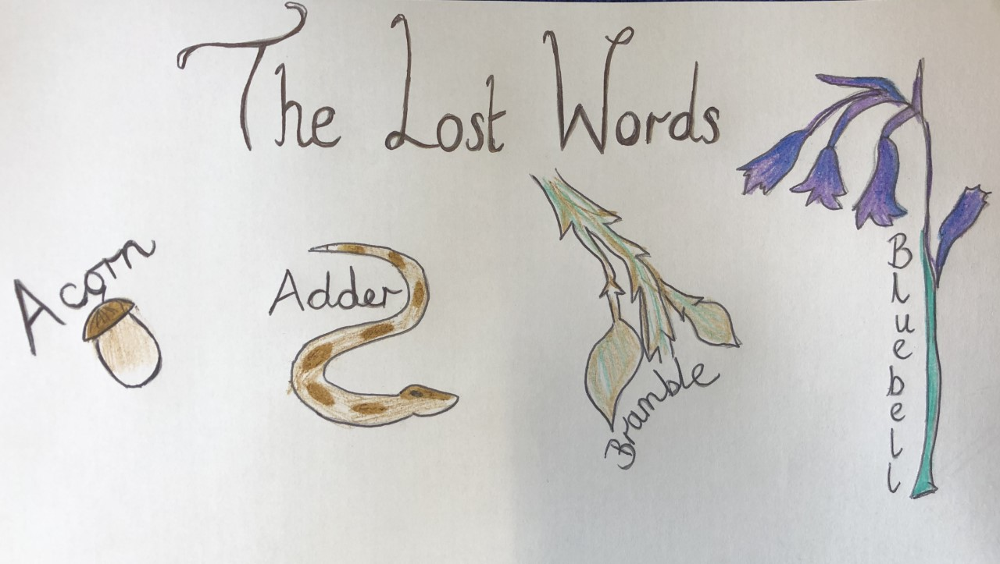 The Lost Words
Acorn
Adder
Bramble
Bluebell